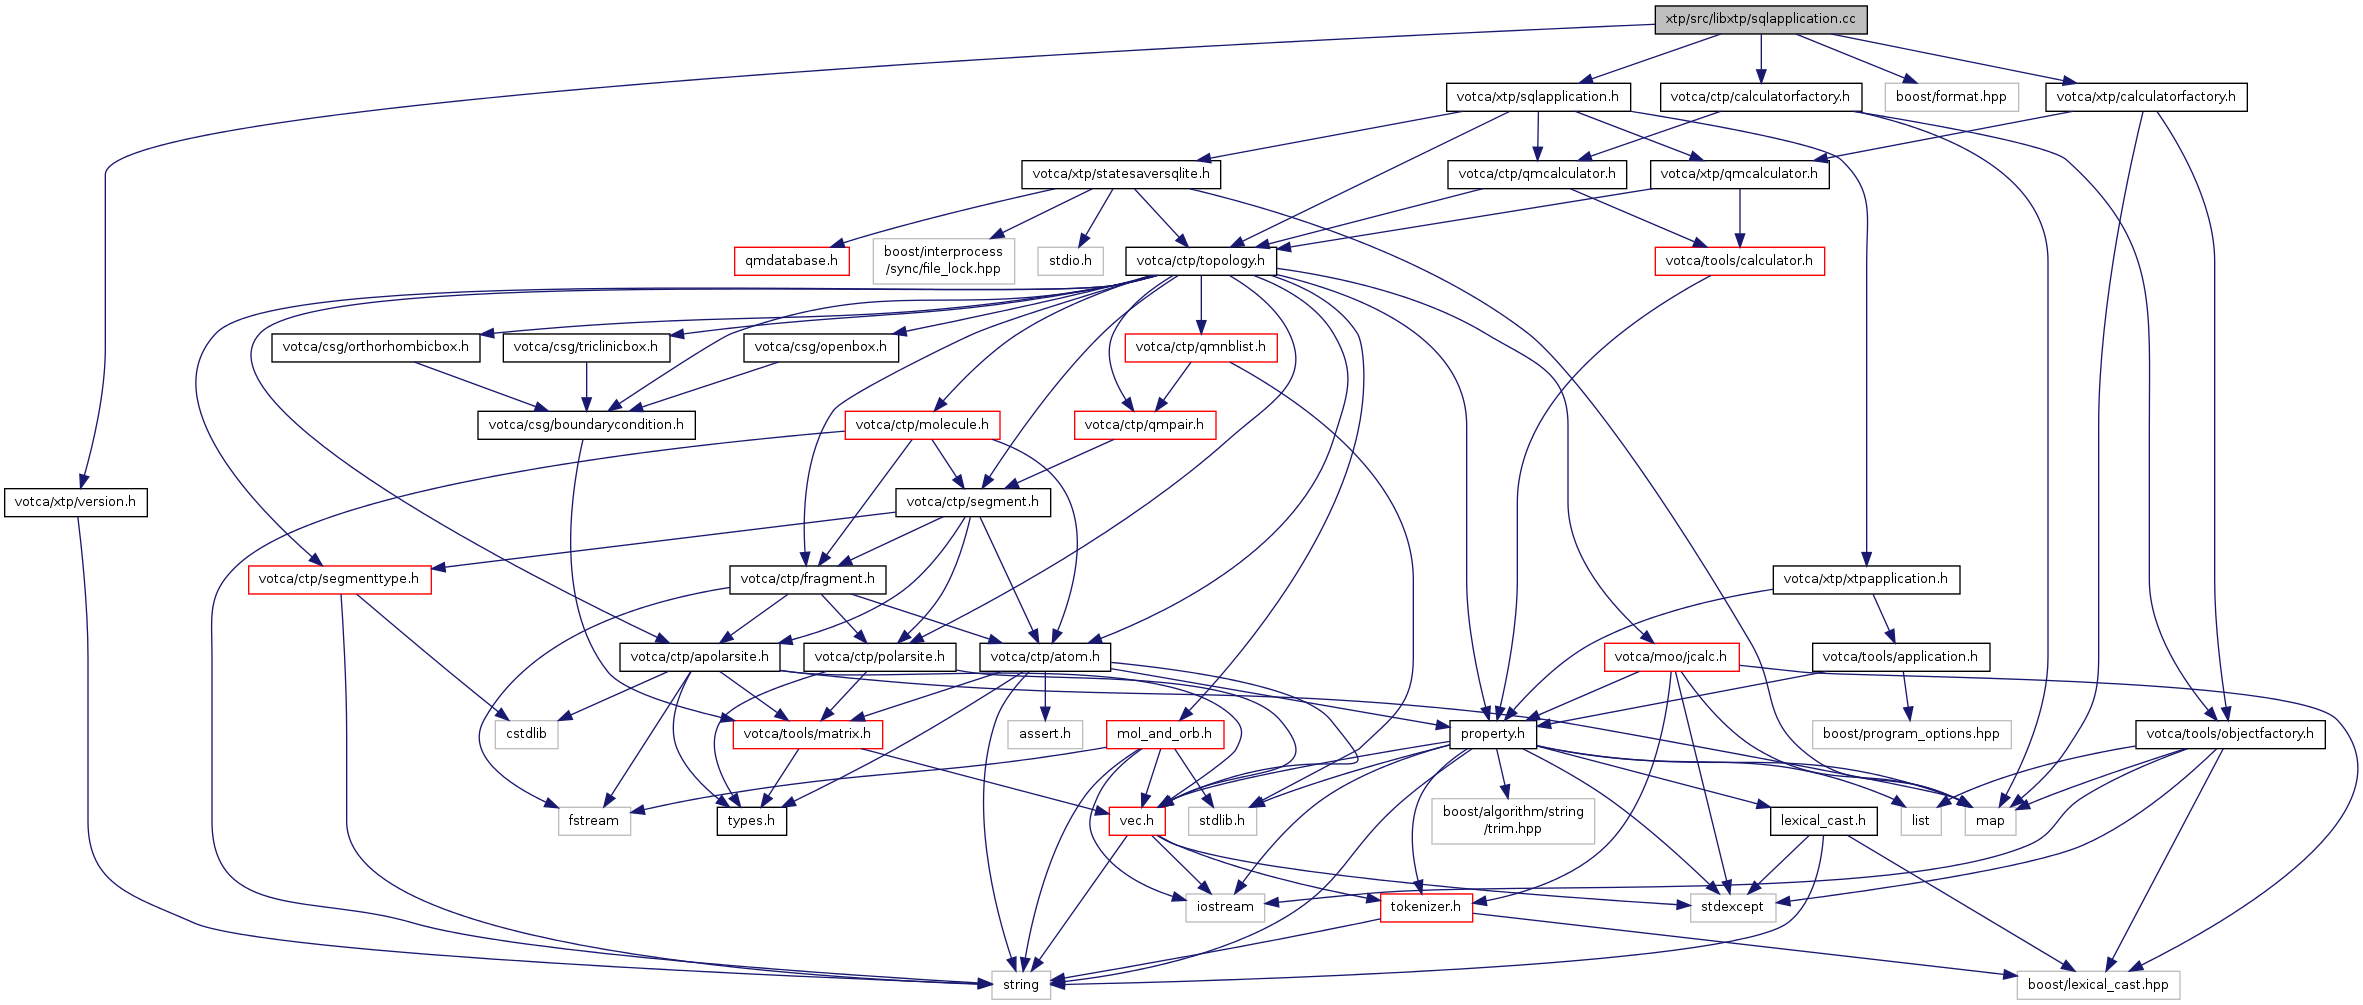 xtp/src/libxtp/sqlapplication.cc
votca/xtp/sqlapplication.h
votca/ctp/calculatorfactory.h
boost/format.hpp
votca/xtp/calculatorfactory.h
votca/xtp/statesaversqlite.h
votca/ctp/qmcalculator.h
votca/xtp/qmcalculator.h
qmdatabase.h
boost/interprocess
/sync/file_lock.hpp
stdio.h
votca/ctp/topology.h
votca/tools/calculator.h
votca/csg/orthorhombicbox.h
votca/csg/triclinicbox.h
votca/csg/openbox.h
votca/ctp/qmnblist.h
votca/csg/boundarycondition.h
votca/ctp/molecule.h
votca/ctp/qmpair.h
votca/xtp/version.h
votca/ctp/segment.h
votca/ctp/segmenttype.h
votca/ctp/fragment.h
votca/xtp/xtpapplication.h
votca/ctp/apolarsite.h
votca/ctp/polarsite.h
votca/ctp/atom.h
votca/moo/jcalc.h
votca/tools/application.h
cstdlib
votca/tools/matrix.h
assert.h
mol_and_orb.h
property.h
boost/program_options.hpp
votca/tools/objectfactory.h
fstream
types.h
vec.h
stdlib.h
boost/algorithm/string
/trim.hpp
lexical_cast.h
list
map
iostream
tokenizer.h
stdexcept
string
boost/lexical_cast.hpp